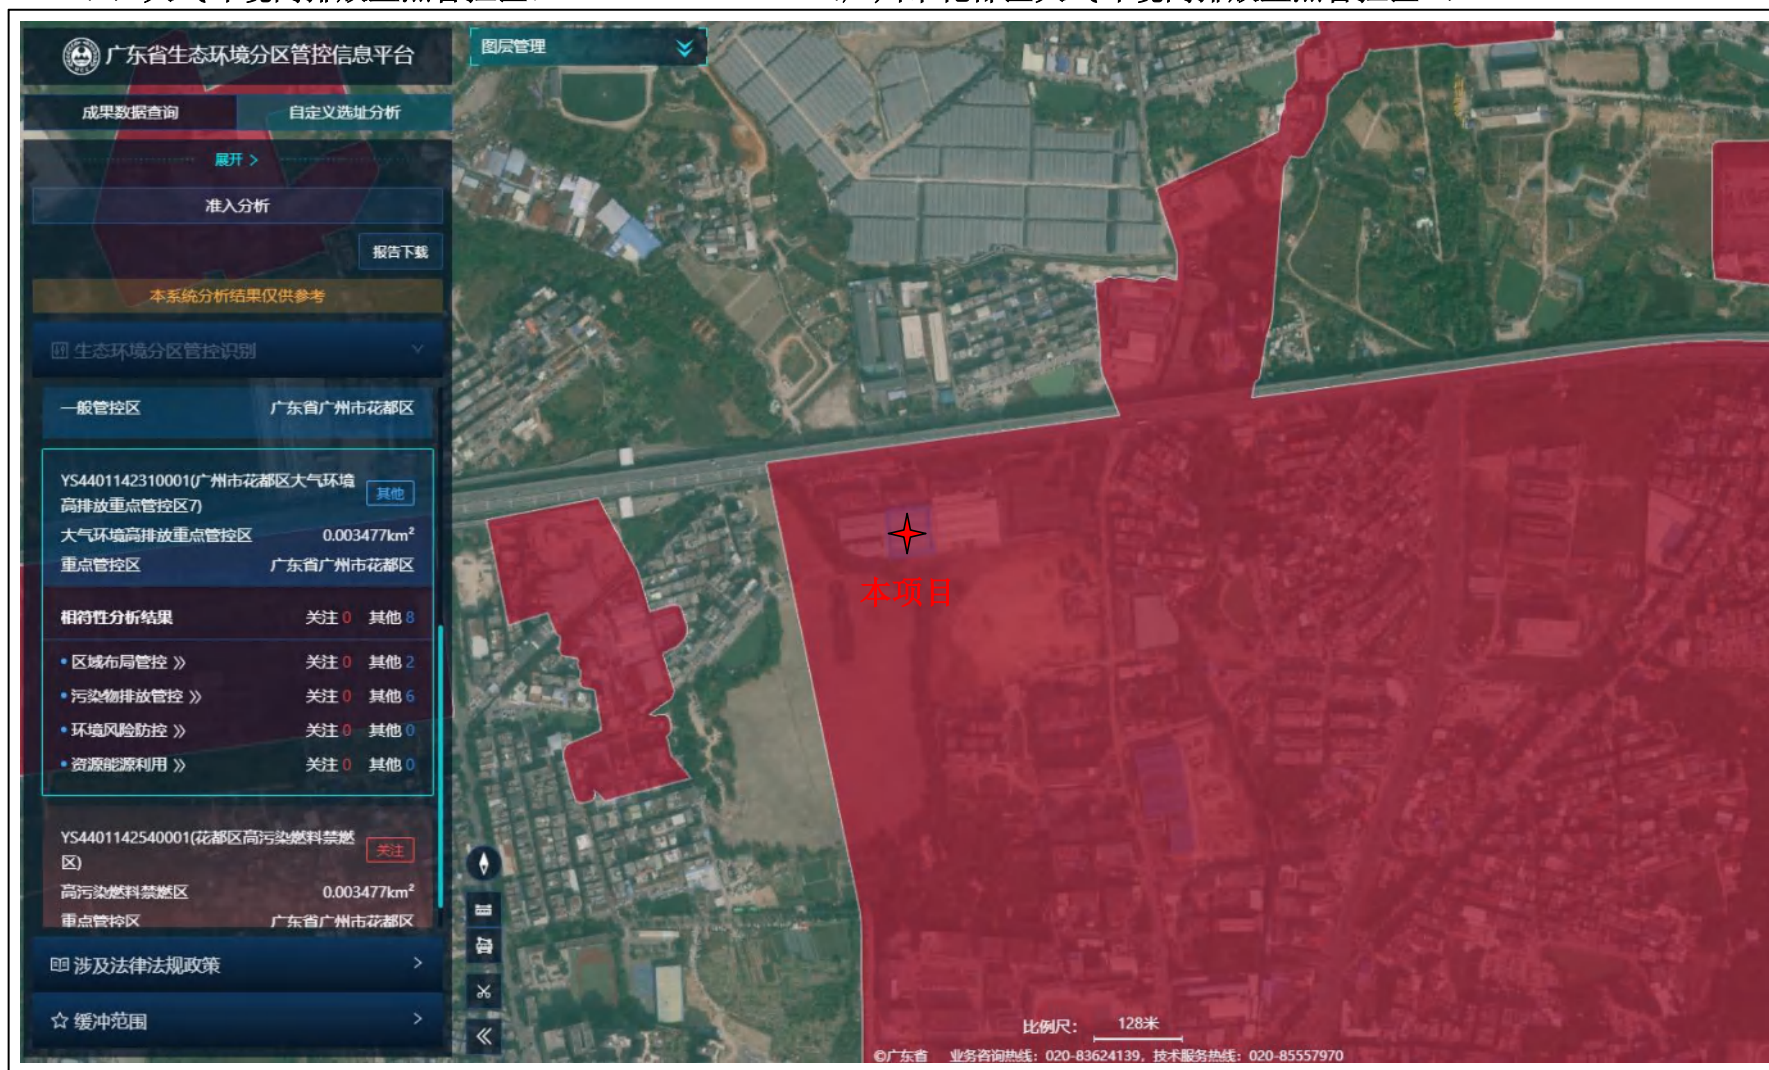 广东省生态环境分区管控信息平台
图层管理
成果数据查询 自定义选址分析
展开 >
准入分析
报告下载
本系统分析结果仅供参考
生态环境分区管控识别
一般管控区 广东省广州市花都区
YS4401142310001(广州市花都区大气环境
高排放重点管控区7)
其他
大气环境高排放重点管控区 0.003477km²
重点管控区 广东省广州市花都区
相符性分析结果 关注 0 其他 8
• 区域布局管控 » 关注 0 其他 2
• 污染物排放管控 » 关注 0 其他 6
• 环境风险防控 » 关注 0 其他 0
• 资源能源利用 » 关注 0 其他 0
YS4401142540001(花都区高污染燃料禁燃
区)
关注
高污染燃料禁燃区 0.003477km²
重点管控区 广东省广州市花都区
涉及法律法规政策 >
缓冲范围 >
本项目
比例尺： 128米
©广东省 业务咨询热线：020-83624139，技术服务热线：020-85557970